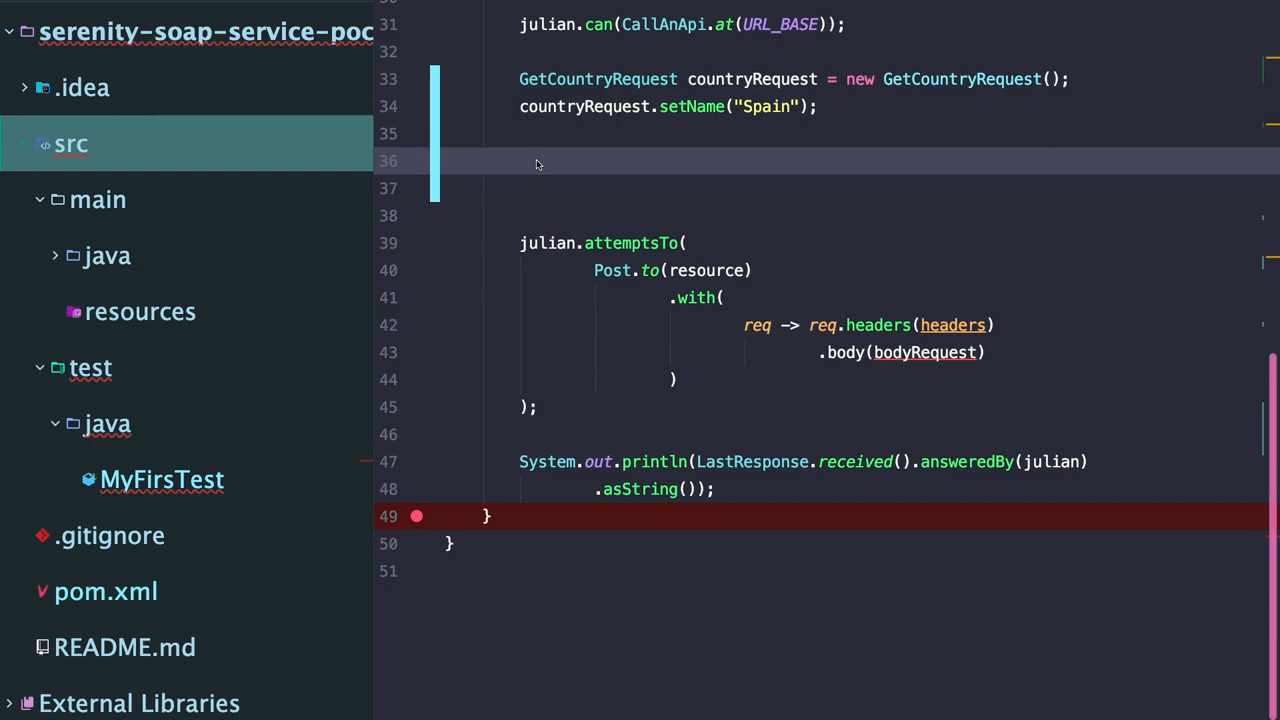 serenity-soap-service-poc
.idea
src
main
java
resources
test
java
MyFirsTest
.gitignore
pom.xml
README.md
External Libraries
31 julian.can(CallAnApi.at(URL_BASE));
32
33 GetCountryRequest countryRequest = new GetCountryRequest();
34 countryRequest.setName("Spain");
35
36
37
38
39 julian.attemptsTo(
40 Post.to(resource)
41 .with(
42 req -> req.headers(headers)
43 .body(bodyRequest)
44 )
45 );
46
47 System.out.println(LastResponse.received().answeredBy(julian)
48 .asString());
49 }
50 }
51